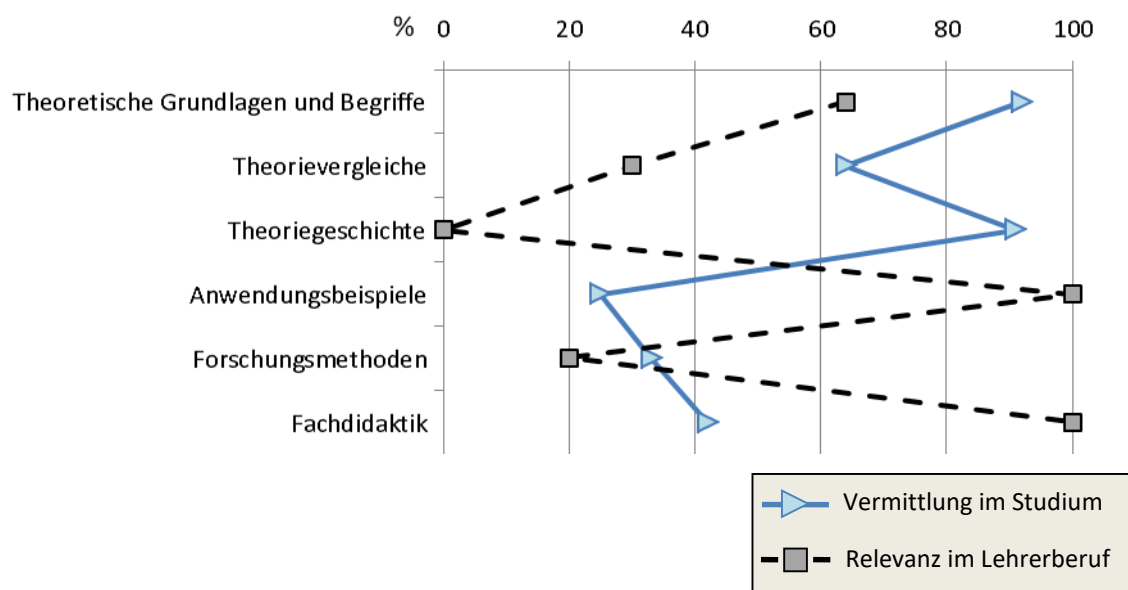 % 0 20 40 60 80 100
Theoretische Grundlagen und Begriffe
Theorievergleiche
Theoriegeschichte
Anwendungsbeispiele
Forschungsmethoden
Fachdidaktik
Vermittlung im Studium
Relevanz im Lehrerberuf